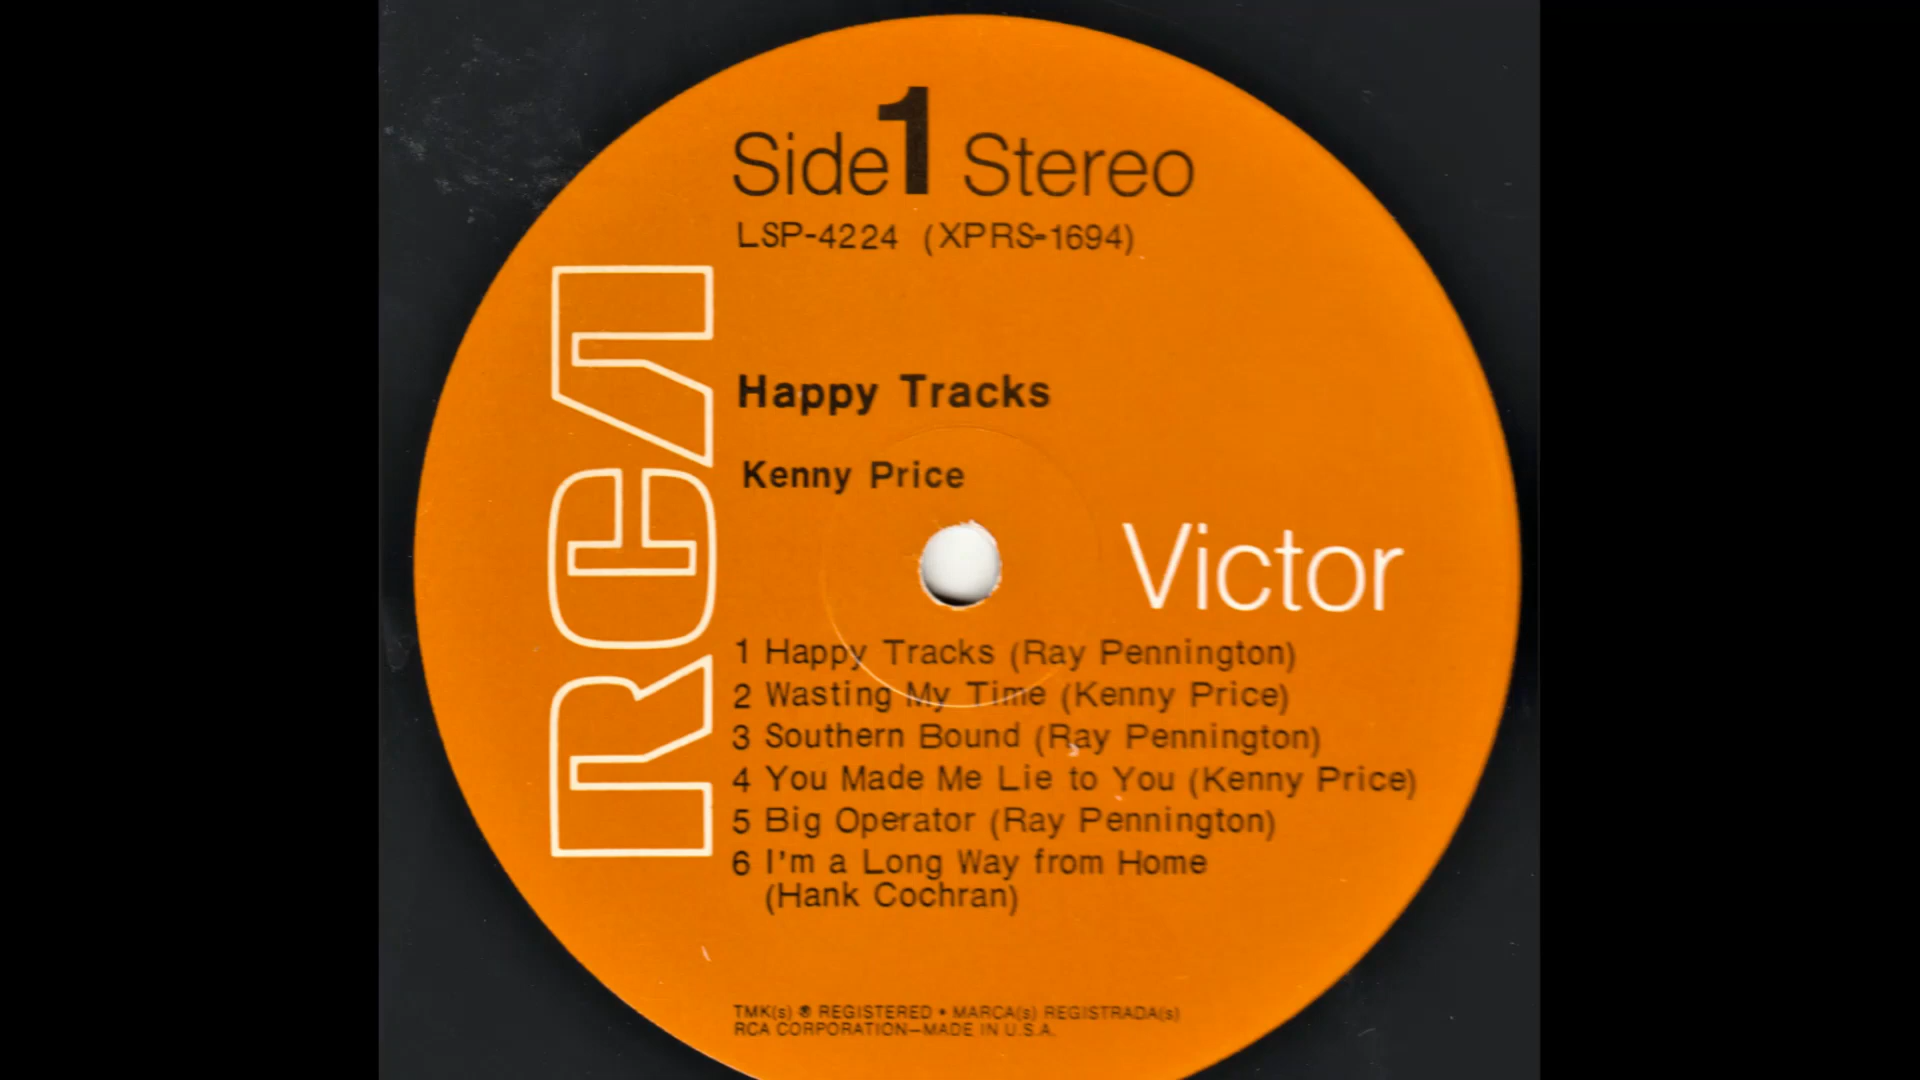 Side 1 Stereo
LSP-4224 (XPRS-1694)
RCA
Happy Tracks
Kenny Price
Victor
1 Happy Tracks (Ray Pennington)
2 Wasting My Time (Kenny Price)
3 Southern Bound (Ray Pennington)
4 You Made Me Lie to You (Kenny Price)
5 Big Operator (Ray Pennington)
6 I'm a Long Way from Home
(Hank Cochran)
TMK(s) ® REGISTERED • MARCA(s) REGISTRADA(s)
RCA CORPORATION—MADE IN U.S.A.